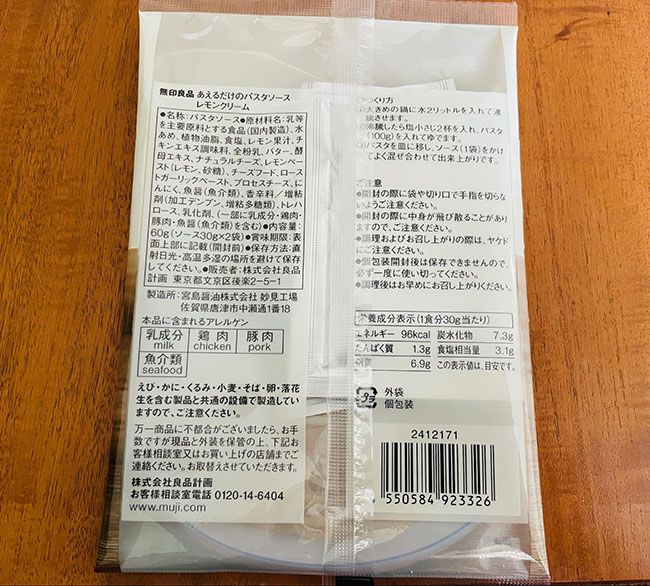 無印良品 あえるだけのパスタソース
レモンクリーム
●名称:パスタソース●原材料名:乳等
を主要原料とする食品(国内製造)、水
あめ、植物油脂、食塩、レモン果汁、チ
キンエキス調味料、全粉乳、バター、酵
母エキス、ナチュラルチーズ、レモンペー
スト(レモン、砂糖)、チーズフード、ロース
トガーリックペースト、プロセスチーズ、に
んにく、魚醤(魚介類)、香辛料/増粘
剤(加工デンプン、増粘多糖類)、トレハ
ロース、乳化剤、(一部に乳成分・鶏肉・
豚肉・魚醤(魚介類)を含む)●内容量:
60g(ソース30g×2袋)●賞味期限:表
面上部に記載(開封前)●保存方法:直
射日光・高温多湿の場所を避けて保存
してください。●販売者:株式会社良品
計画 東京都文京区後楽2-5-1
製造所:宮島醤油株式会社 妙見工場
佐賀県唐津市中瀬通1番18
本品に含まれるアレルゲン
乳成分 鶏肉 豚肉
milk chicken pork
魚介類
seafood
えび・かに・くるみ・小麦・そば・卵・落花
生を含む製品と共通の設備で製造してい
ますので、ご注意ください。
万一商品に不都合がございましたら、お手
数ですが現品と外装を保管の上、下記お
客様相談室又はお買い上げの店舗までご
連絡ください。お取替えさせていただきます。
株式会社良品計画
お客様相談室電話 0120-14-6404
www.muji.com
つくり方
大きめの鍋に水2リットルを入れて沸
騰させます。
沸騰したら塩小さじ2杯を入れ、パスタ
(100g)を入れてゆでます。
パスタを皿に移し、ソース(1袋)をかけ
てよく混ぜ合わせて出来上がりです。
ご注意
●開封の際に袋や切り口で手指を切らな
いようご注意ください。
●開封の際に中身が飛び散ることがあり
ますので、ご注意ください。
●調理およびお召し上がりの際は、ヤケド
にご注意ください。
●個包装開封後は保存できませんので、
必ず一度に使い切ってください。
●調理後はお早めにお召し上がりください。
栄養成分表示(1食分30g当たり)
エネルギー 96kcal 炭水化物 7.3g
たんぱく質 1.3g 食塩相当量 3.1g
脂質 6.9g この表示値は、目安です。
プラ 外袋
個包装
2412171
4 550584 923326